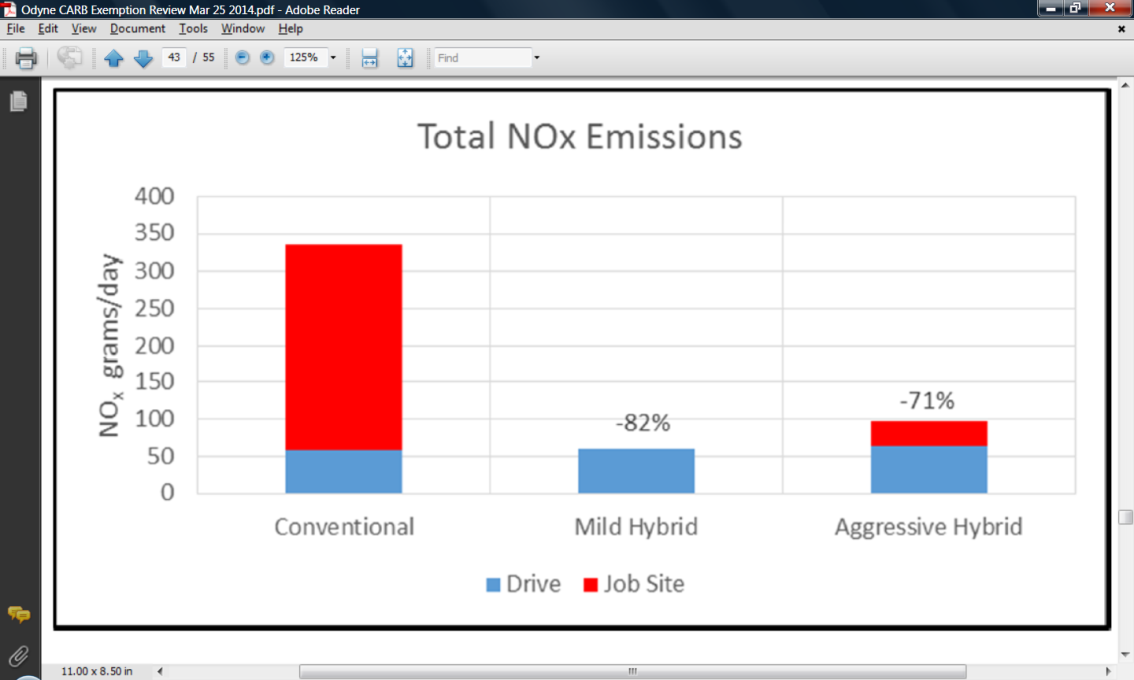 Odyne CARB Exemption Review Mar 25 2014.pdf - Adobe Reader
File Edit View Document Tools Window Help
43 / 55 125% Find
Total NOx Emissions
NOx grams/day
400
350
300
250
200
150
100
50
0
-82%
-71%
Conventional Mild Hybrid Aggressive Hybrid
Drive Job Site
11.00 x 8.50 in